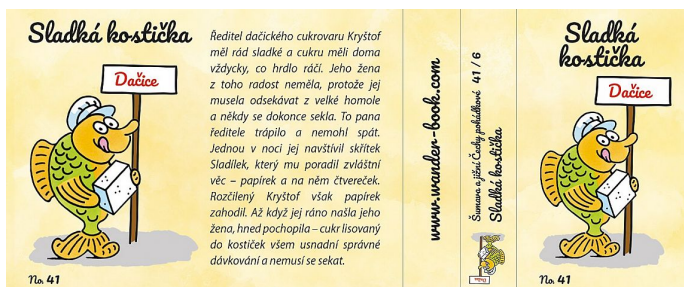 Sladká kostička
Dačice
No. 41
Ředitel dačického cukrovaru Kryštof
měl rád sladké a cukru měli doma
vždycky, co hrdlo ráčí. Jeho žena
z toho radost neměla, protože jej
musela odsekávat z velké homole
a někdy se dokonce sekla. To pana
ředitele trápilo a nemohl spát.
Jednou v noci jej navštívil skřítek
Sladílek, který mu poradil zvláštní
věc – papírek a na něm čtvereček.
Rozčilený Kryštof však papírek
zahodil. Až když jej ráno našla jeho
žena, hned pochopila – cukr lisovaný
do kostiček všem usnadní správné
dávkování a nemusí se sekat.
www.wander-book.com
Šumava a jižní Čechy pohádkové 41 / 6
Sladká kostička
Sladká
kostička
Dačice
No. 41